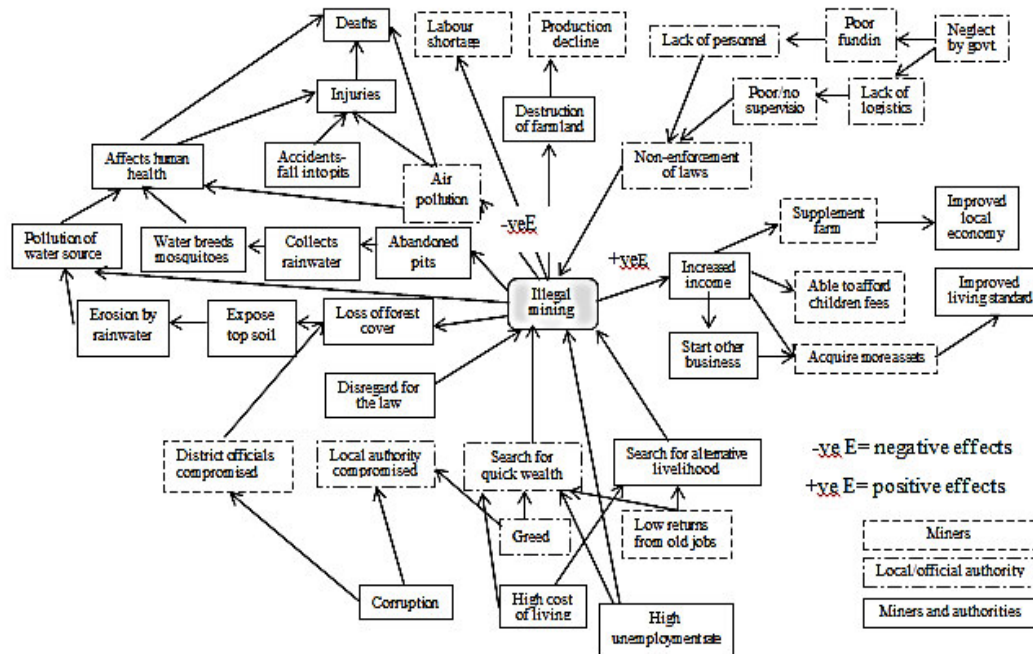 Deaths
Labour
shortage
Production
decline
Lack of personnel
Poor
fundin
Neglect
by govt.
Injuries
Destruction
of farm land
Poor/no
supervisio
Lack of
logistics
Affects human
health
Accidents-
fall into pits
Air
pollution
Non-enforcement
of laws
-veE
Supplement
farm
Improved
local
economy
Pollution of
water source
Water breeds
mosquitoes
Collects
rainwater
Abandoned
pits
+veE
Increased
income
Illegal
mining
Able to afford
children fees
Improved
living standard
Erosion by
rainwater
Expose
top soil
Loss of forest
cover
Start other
business
Acquire more assets
Disregard for
the law
District officials
compromised
Local authority
compromised
Search for
quick wealth
Search for alternative
livelihood
-ve E= negative effects
+ve E= positive effects
Greed
Low returns
from old jobs
Miners
Local/official authority
Miners and authorities
Corruption
High cost
of living
High
unemployment rate